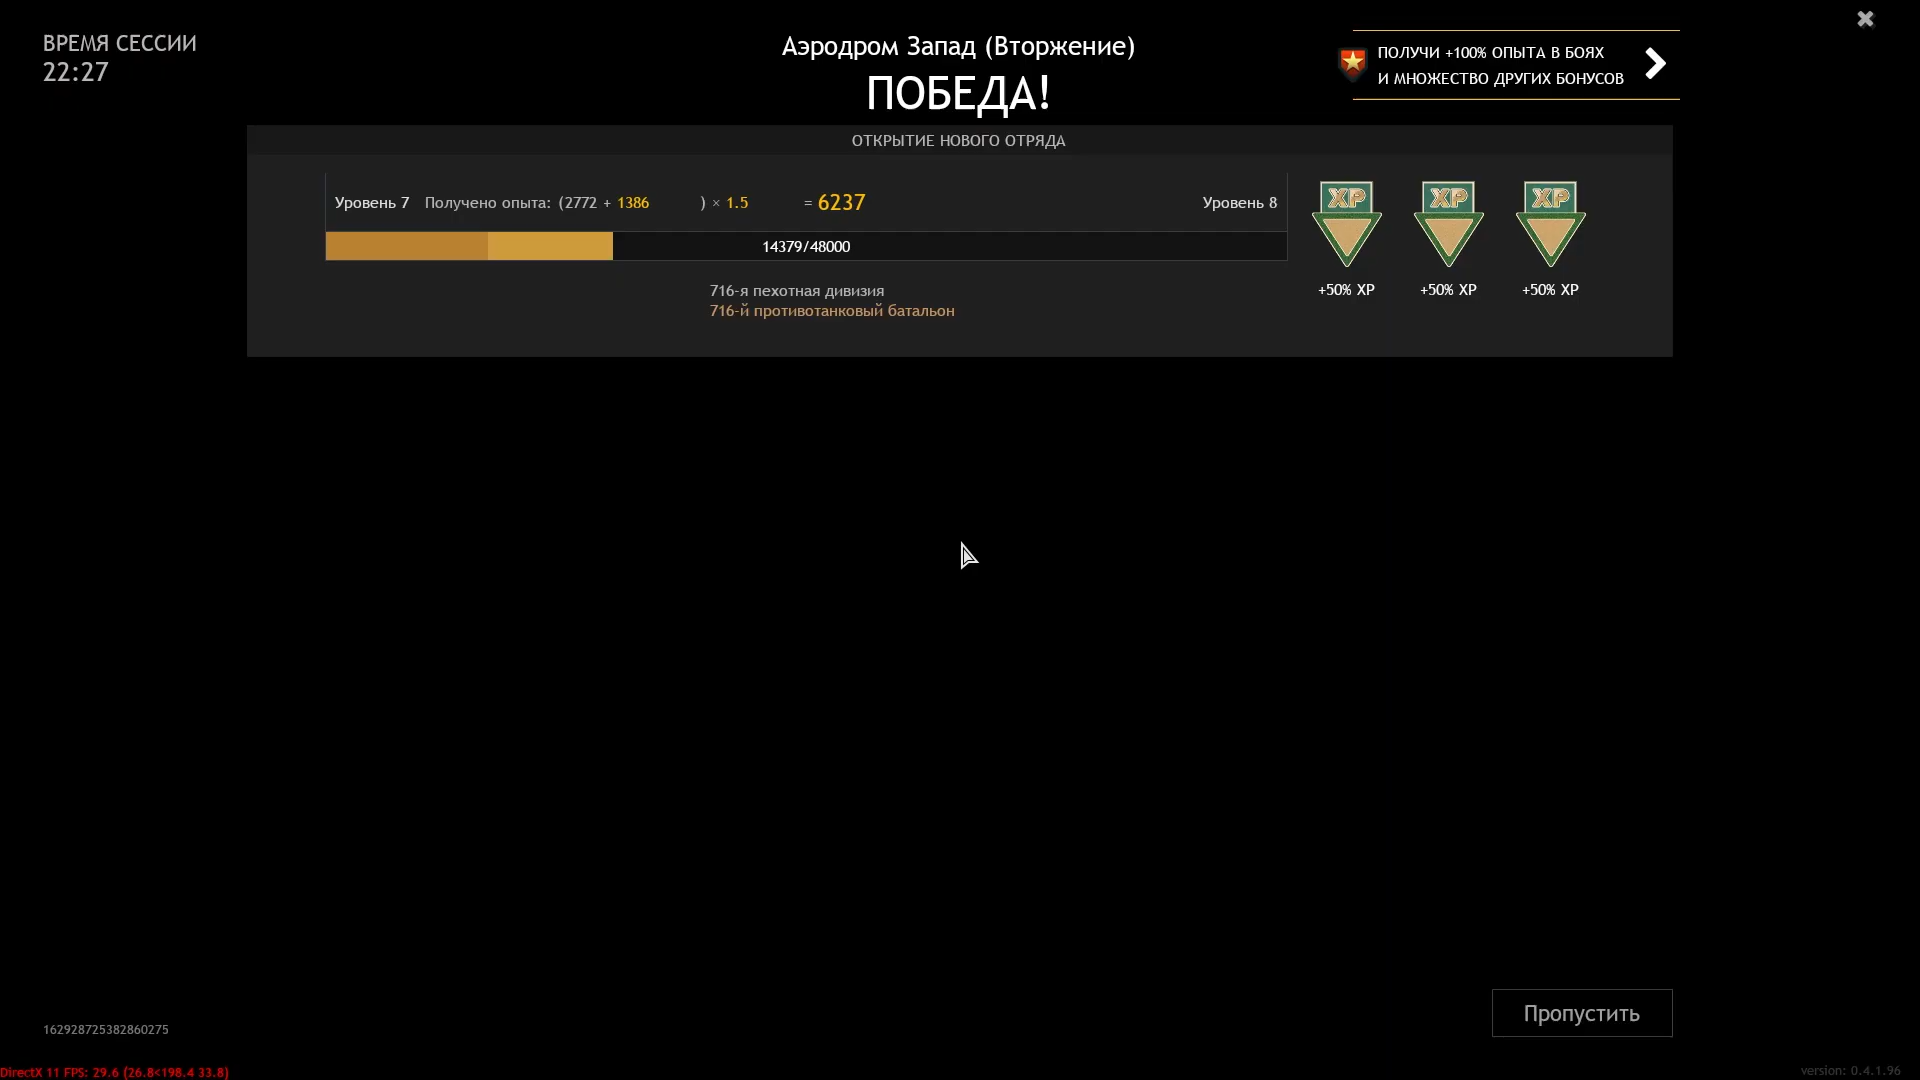 ВРЕМЯ СЕССИИ
22:27
Аэродром Запад (Вторжение)
ПОБЕДА!
ПОЛУЧИ +100% ОПЫТА В БОЯХ
И МНОЖЕСТВО ДРУГИХ БОНУСОВ
ОТКРЫТИЕ НОВОГО ОТРЯДА
Уровень 7 Получено опыта: (2772 + 1386 ) × 1.5 = 6237 Уровень 8
14379/48000
XP XP XP
+50% XP +50% XP +50% XP
716-я пехотная дивизия
716-й противотанковый батальон
Пропустить
162928725382860275
DirectX 11 FPS: 29.6 (26.8<198.4 33.8)
version: 0.4.1.96